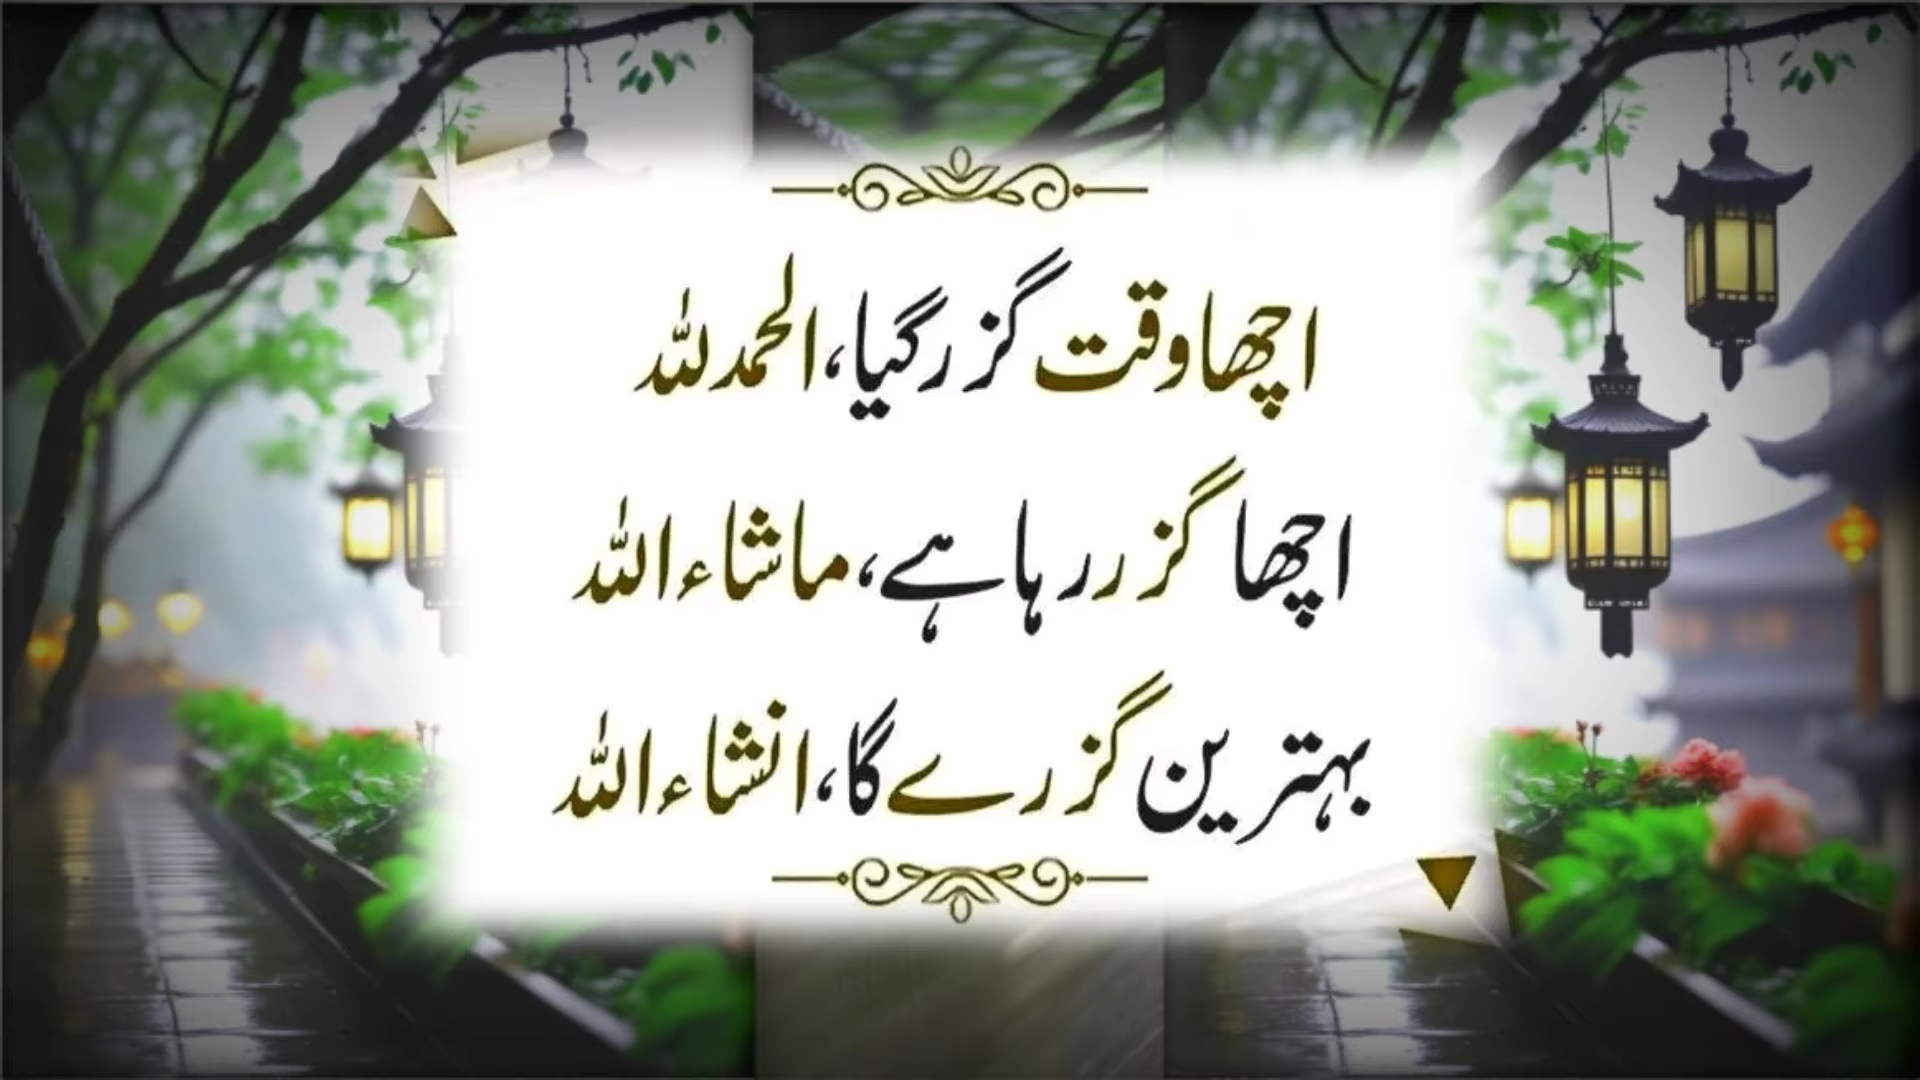 اچھا وقت گزر گیا، الحمدللہ
اچھا گزر رہا ہے، ماشاءاللہ
بہترین گزرے گا، انشاءاللہ